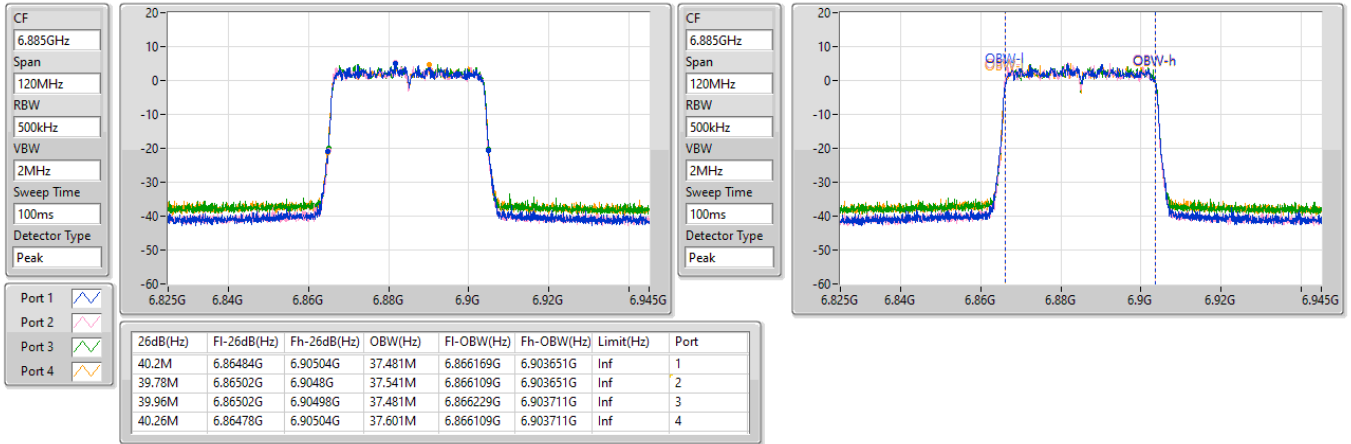 CF
6.885GHz
Span
120MHz
RBW
500kHz
VBW
2MHz
Sweep Time
100ms
Detector Type
Peak
20
10
0
-10
-20
-30
-40
-50
-60
6.825G 6.84G 6.86G 6.88G 6.9G 6.92G 6.945G
CF
6.885GHz
Span
120MHz
RBW
500kHz
VBW
2MHz
Sweep Time
100ms
Detector Type
Peak
20
10
0
-10
-20
-30
-40
-50
-60
OBW-l OBW-h
6.825G 6.84G 6.86G 6.88G 6.9G 6.92G 6.945G
Port 1
Port 2
Port 3
Port 4
26dB(Hz) Fl-26dB(Hz) Fh-26dB(Hz) OBW(Hz) Fl-OBW(Hz) Fh-OBW(Hz) Limit(Hz) Port
40.2M 6.86484G 6.90504G 37.481M 6.866169G 6.903651G Inf 1
39.78M 6.86502G 6.9048G 37.541M 6.866109G 6.903651G Inf 2
39.96M 6.86502G 6.90498G 37.481M 6.866229G 6.903711G Inf 3
40.26M 6.86478G 6.90504G 37.601M 6.866109G 6.903711G Inf 4